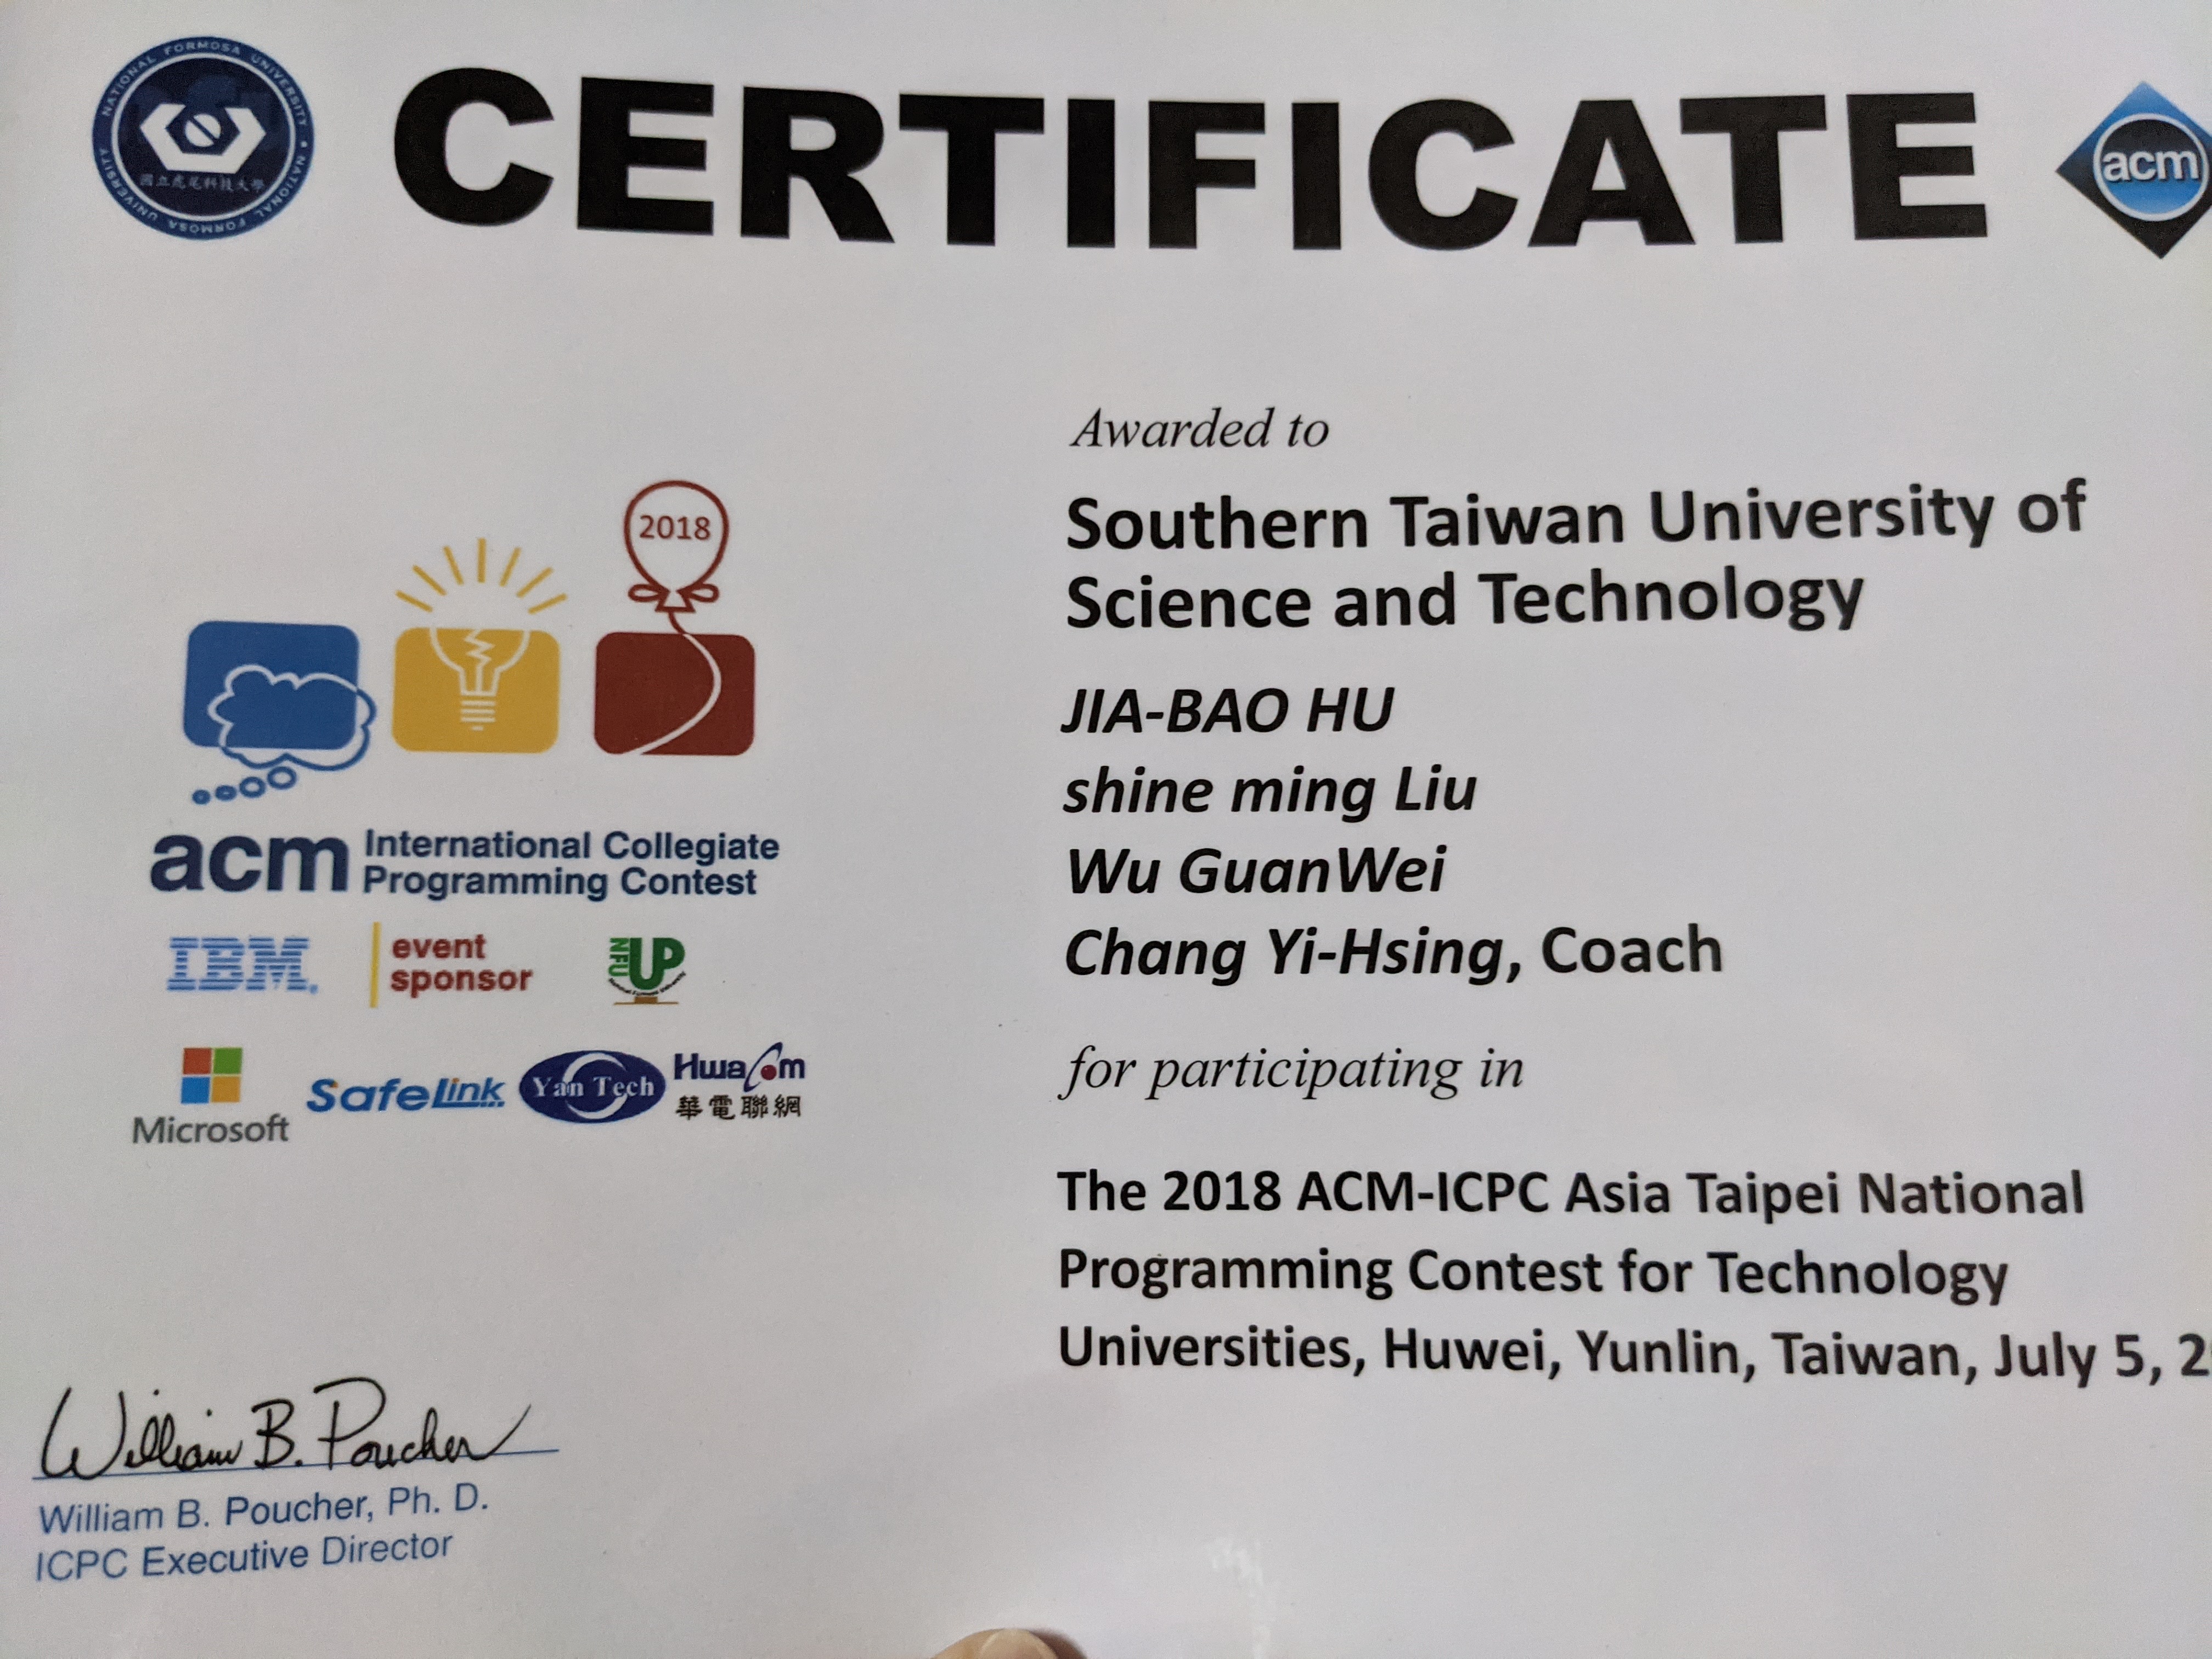 NATIONAL FORMOSA UNIVERSITY • NATIONAL FORMOSA UNIVERSITY
國立虎尾科技大學
CERTIFICATE
acm
Awarded to
Southern Taiwan University of
Science and Technology
JIA-BAO HU
shine ming Liu
Wu GuanWei
Chang Yi-Hsing, Coach
for participating in
The 2018 ACM-ICPC Asia Taipei National
Programming Contest for Technology
Universities, Huwei, Yunlin, Taiwan, July 5, 2
2018
acm International Collegiate
Programming Contest
IBM. event
sponsor
NFU UP
Microsoft
SafeLink
Yan Tech
HwaCom
華電聯網
William B. Poucher
William B. Poucher, Ph. D.
ICPC Executive Director